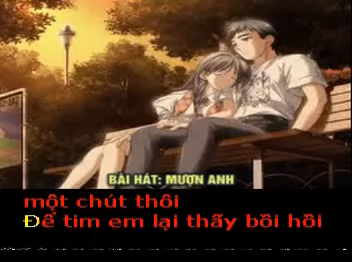 BÀI HÁT: MƯỢN ANH
một chút thôi
Để tim em lại thấy bồi hồi